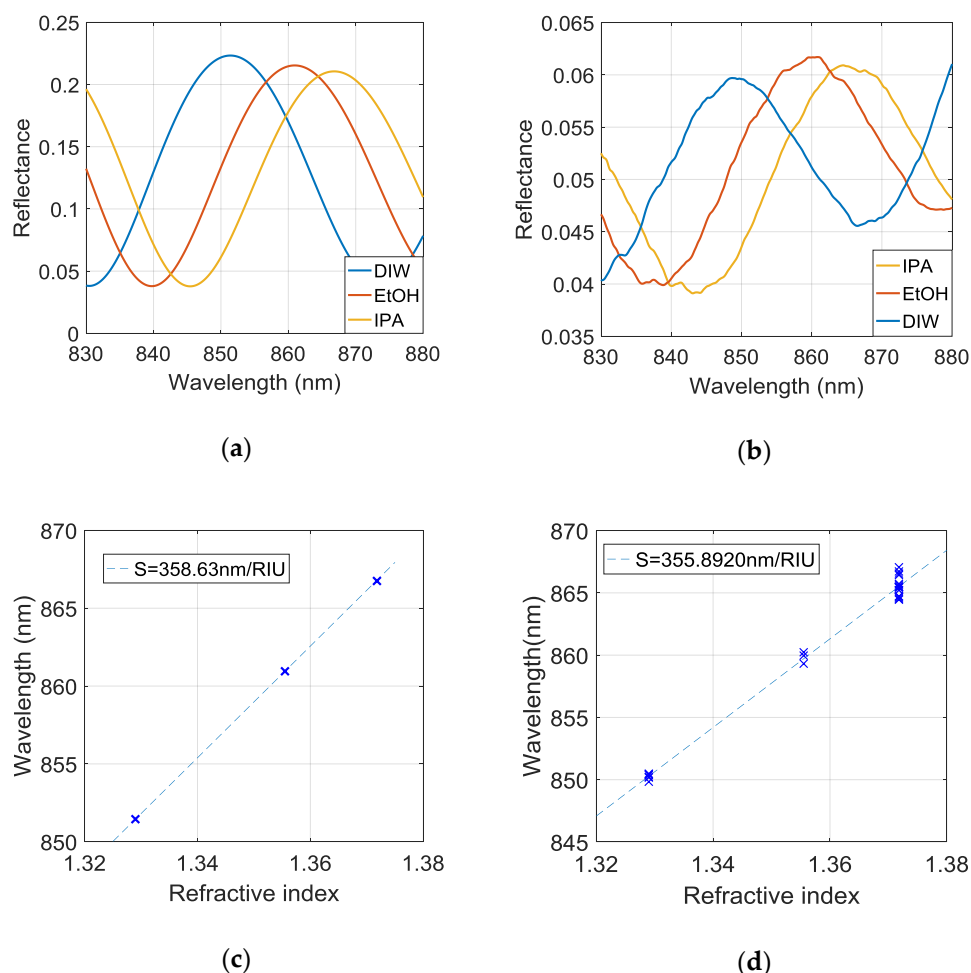 0.25
0.2
0.15
0.1
0.05
0
Reflectance
830 840 850 860 870 880
Wavelength (nm)
DIW
EtOH
IPA
(a)
0.065
0.06
0.055
0.05
0.045
0.04
0.035
Reflectance
830 840 850 860 870 880
Wavelength (nm)
IPA
EtOH
DIW
(b)
870
865
860
855
850
Wavelength (nm)
S=358.63nm/RIU
1.32 1.34 1.36 1.38
Refractive index
(c)
870
865
860
855
850
845
Wavelength(nm)
S=355.8920nm/RIU
1.32 1.34 1.36 1.38
Refractive index
(d)